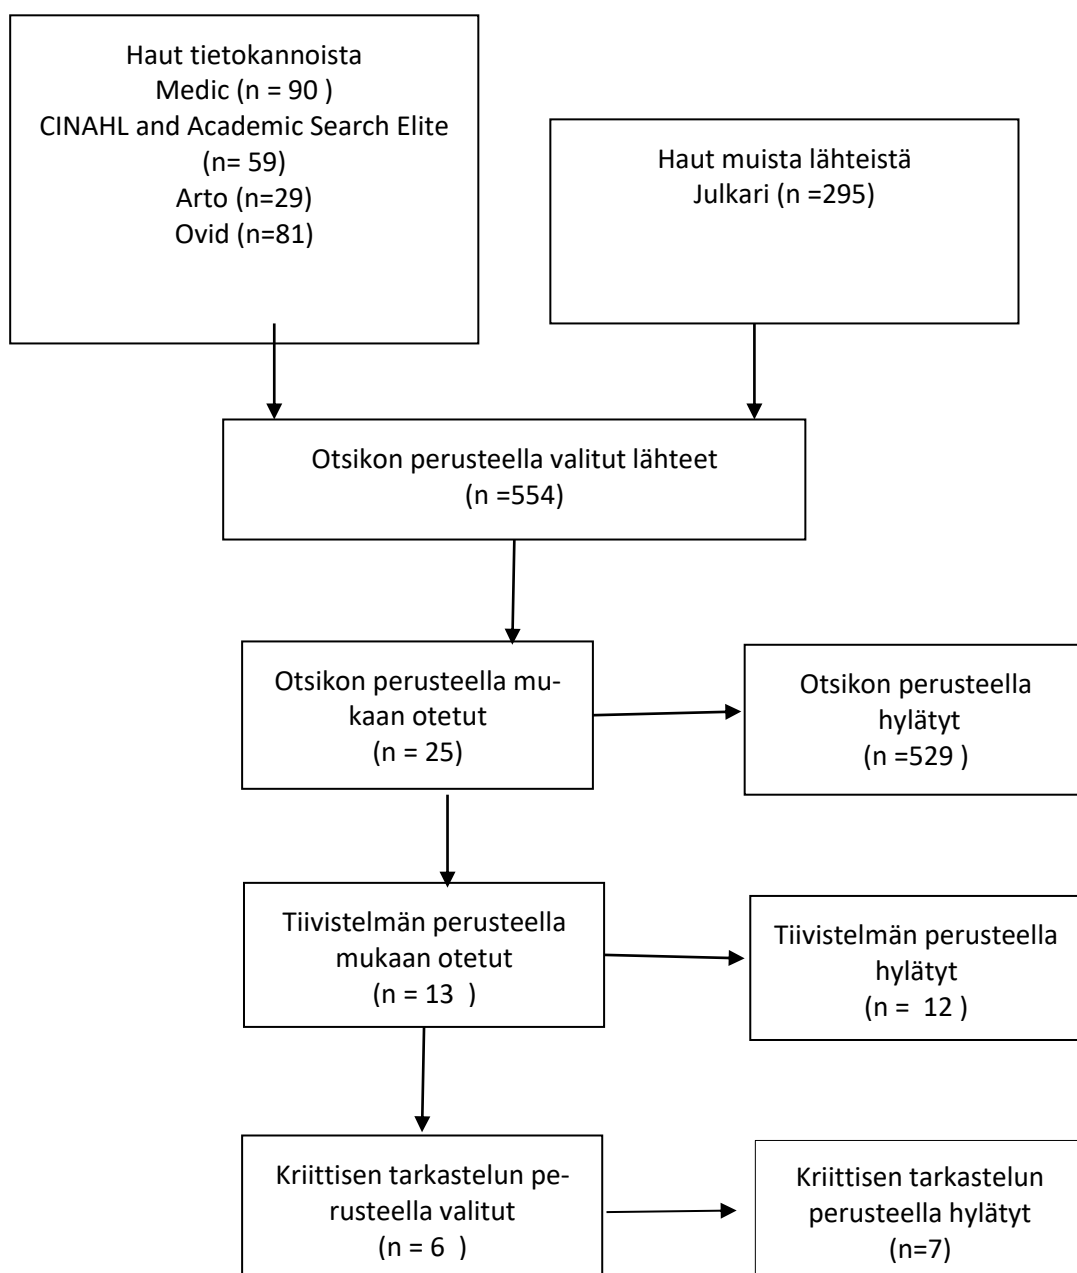 Haut tietokannoista
Medic (n = 90 )
CINAHL and Academic Search Elite
(n= 59)
Arto (n=29)
Ovid (n=81)
Haut muista lähteistä
Julkari (n =295)
Otsikon perusteella valitut lähteet
(n =554)
Otsikon perusteella mu-
kaan otetut
(n = 25)
Otsikon perusteella
hylätyt
(n =529 )
Tiivistelmän perusteella
mukaan otetut
(n = 13  )
Tiivistelmän perusteella
hylätyt
(n =  12 )
Kriittisen tarkastelun pe-
rusteella valitut
(n = 6  )
Kriittisen tarkastelun
perusteella hylätyt
(n=7)